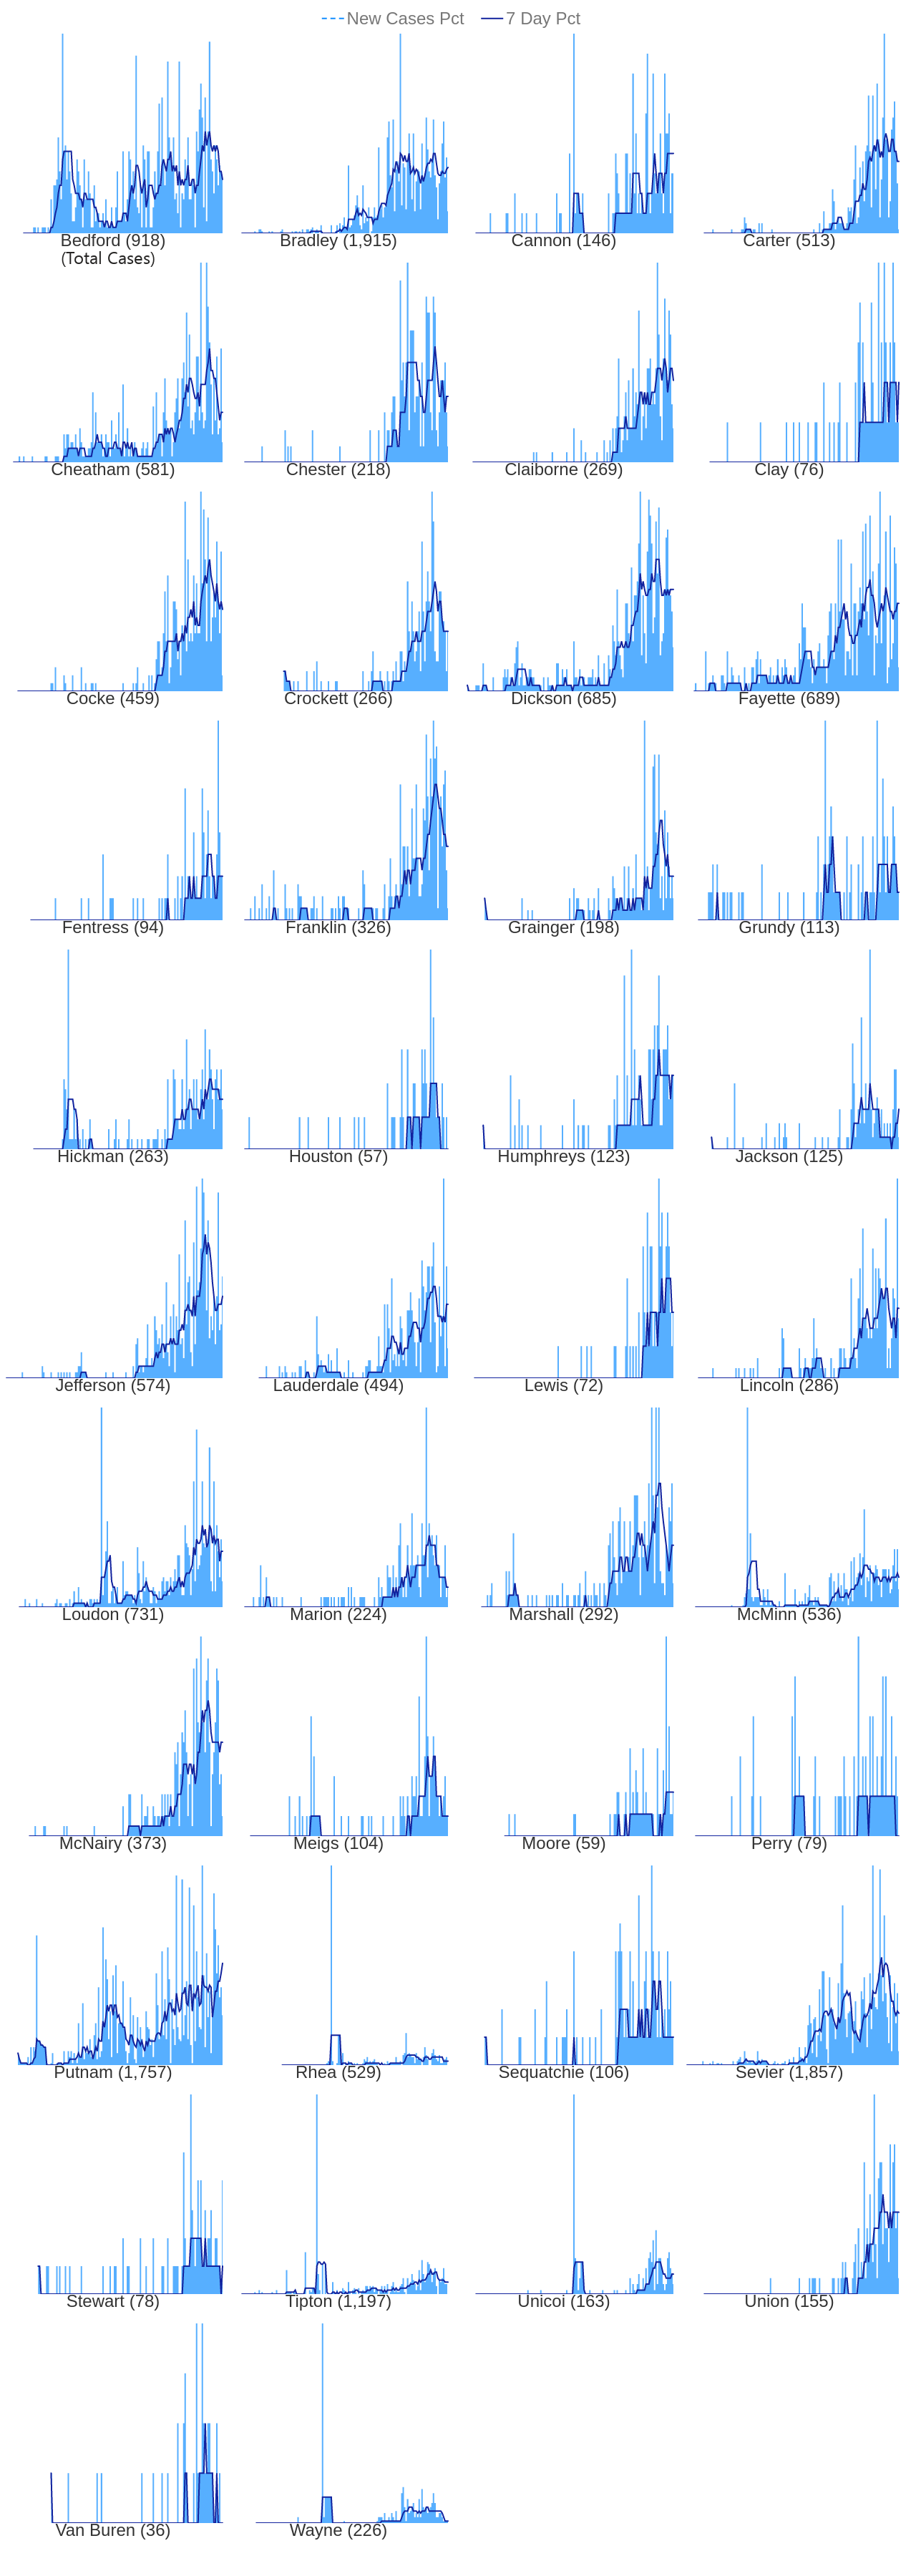 New Cases Pct 7 Day Pct
Bedford (918) Bradley (1,915) Cannon (146) Carter (513)
(Total Cases)
Cheatham (581) Chester (218) Claiborne (269) Clay (76)
Cocke (459) Crockett (266) Dickson (685) Fayette (689)
Fentress (94) Franklin (326) Grainger (198) Grundy (113)
Hickman (263) Houston (57) Humphreys (123) Jackson (125)
Jefferson (574) Lauderdale (494) Lewis (72) Lincoln (286)
Loudon (731) Marion (224) Marshall (292) McMinn (536)
McNairy (373) Meigs (104) Moore (59) Perry (79)
Putnam (1,757) Rhea (529) Sequatchie (106) Sevier (1,857)
Stewart (78) Tipton (1,197) Unicoi (163) Union (155)
Van Buren (36) Wayne (226)